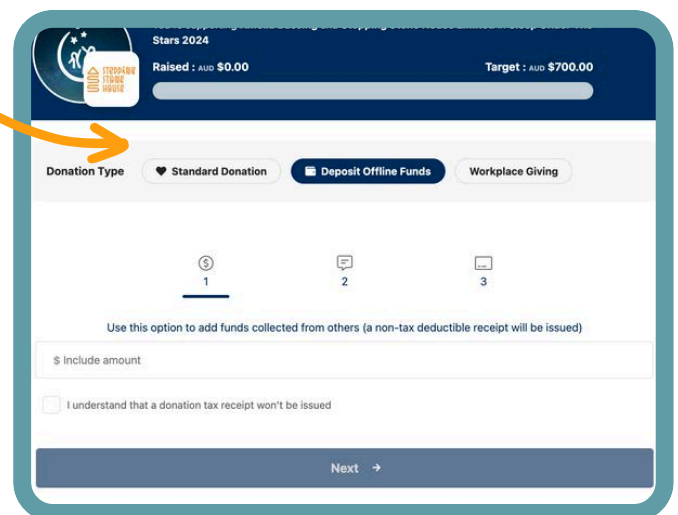 Stars 2024
STEPPING
STONE
HOUSE
Raised : AUD $0.00
Target : AUD $700.00
Donation Type
Standard Donation
Deposit Offline Funds
Workplace Giving
1
2
3
Use this option to add funds collected from others (a non-tax deductible receipt will be issued)
$ Include amount
I understand that a donation tax receipt won't be issued
Next →